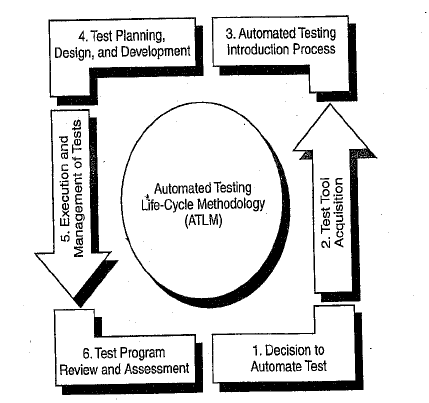 4. Test Planning,
Design, and Development
3. Automated Testing
Introduction Process
5. Execution and
Management of Tests
Automated Testing
Life-Cycle Methodology
(ATLM)
2. Test Tool
Acquisition
6. Test Program
Review and Assessment
1. Decision to
Automate Test